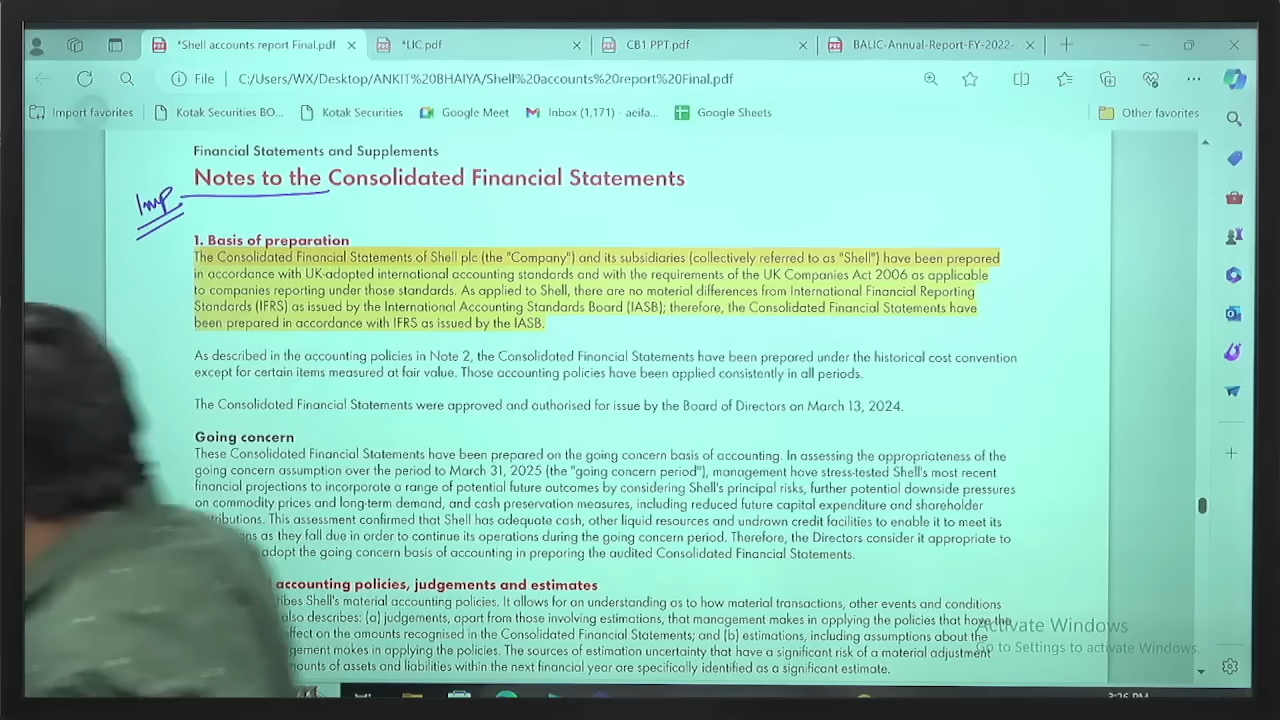 *Shell accounts report Final.pdf
*LIC.pdf
CB1 PPT.pdf
BALIC-Annual-Report-FY-2022-
File
C:/Users/WX/Desktop/ANKIT%20BHAIYA/Shell%20accounts%20report%20Final.pdf
Import favorites
Kotak Securities BO...
Kotak Securities
Google Meet
Inbox (1,171) - aeifa...
Google Sheets
Other favorites
Financial Statements and Supplements
Notes to the Consolidated Financial Statements
Imp
1. Basis of preparation
The Consolidated Financial Statements of Shell plc (the "Company") and its subsidiaries (collectively referred to as "Shell") have been prepared
in accordance with UK-adopted international accounting standards and with the requirements of the UK Companies Act 2006 as applicable
to companies reporting under those standards. As applied to Shell, there are no material differences from International Financial Reporting
Standards (IFRS) as issued by the International Accounting Standards Board (IASB); therefore, the Consolidated Financial Statements have
been prepared in accordance with IFRS as issued by the IASB.
As described in the accounting policies in Note 2, the Consolidated Financial Statements have been prepared under the historical cost convention
except for certain items measured at fair value. Those accounting policies have been applied consistently in all periods.
The Consolidated Financial Statements were approved and authorised for issue by the Board of Directors on March 13, 2024.
Going concern
These Consolidated Financial Statements have been prepared on the going concern basis of accounting. In assessing the appropriateness of the
going concern assumption over the period to March 31, 2025 (the "going concern period"), management have stress-tested Shell's most recent
financial projections to incorporate a range of potential future outcomes by considering Shell's principal risks, further potential downside pressures
on commodity prices and long-term demand, and cash preservation measures, including reduced future capital expenditure and shareholder
tributions. This assessment confirmed that Shell has adequate cash, other liquid resources and undrawn credit facilities to enable it to meet its
ns as they fall due in order to continue its operations during the going concern period. Therefore, the Directors consider it appropriate to
adopt the going concern basis of accounting in preparing the audited Consolidated Financial Statements.
accounting policies, judgements and estimates
ibes Shell's material accounting policies. It allows for an understanding as to how material transactions, other events and conditions
also describes: (a) judgements, apart from those involving estimations, that management makes in applying the policies that have the
ffect on the amounts recognised in the Consolidated Financial Statements; and (b) estimations, including assumptions about the
gement makes in applying the policies. The sources of estimation uncertainty that have a significant risk of a material adjustment
ounts of assets and liabilities within the next financial year are specifically identified as a significant estimate.
Activate Windows
Go to Settings to activate Windows.